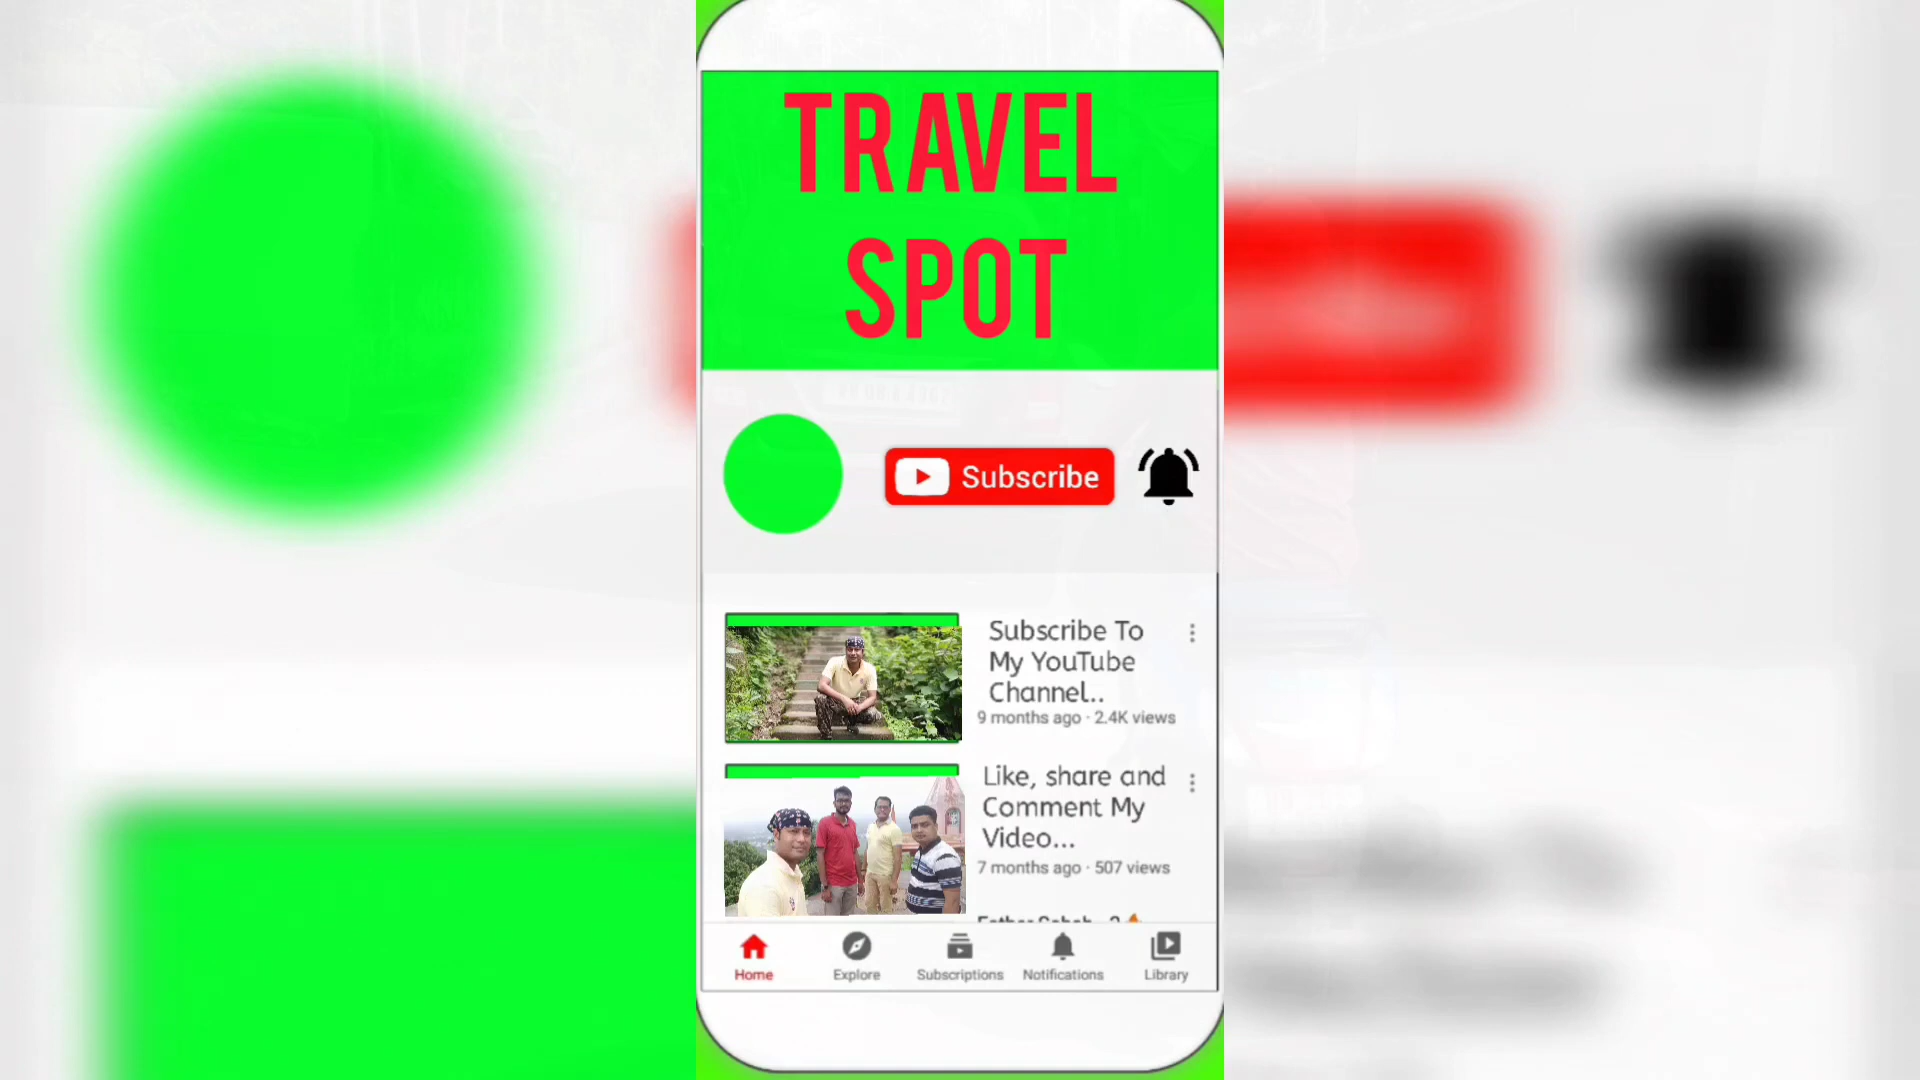 TRAVEL
SPOT
Subscribe
Subscribe To
My YouTube
Channel..
9 months ago · 2.4K views
Like, share and
Comment My
Video...
7 months ago · 507 views
Home
Explore
Subscriptions
Notifications
Library